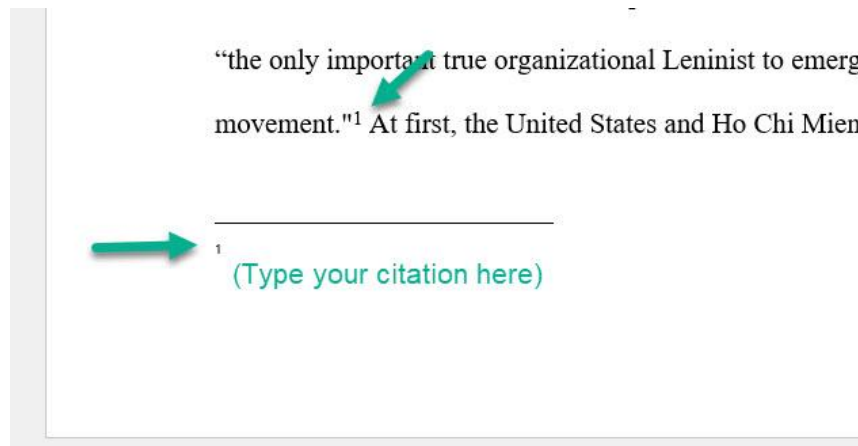 “the only important true organizational Leninist to emerg
movement."¹ At first, the United States and Ho Chi Mien
1
(Type your citation here)